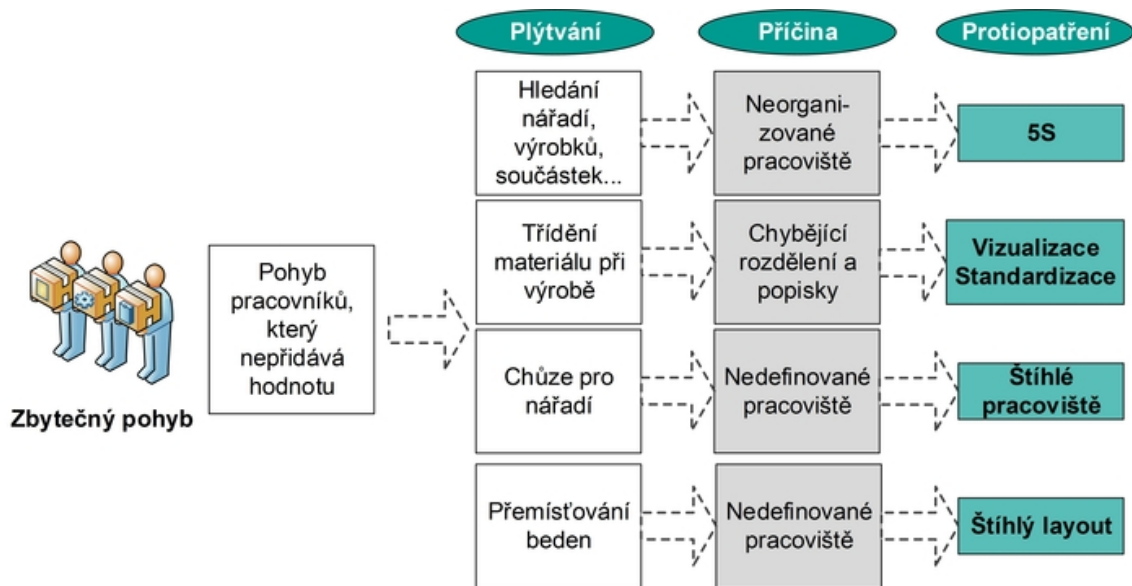 Plýtvání
Příčina
Protiopatření
Hledání
nářadí,
výrobků,
součástek...
Neorgani-
zované
pracoviště
5S
Třídění
materiálu při
výrobě
Chybějící
rozdělení a
popisky
Vizualizace
Standardizace
Pohyb
pracovníků,
který
nepřidává
hodnotu
Zbytečný pohyb
Chůze pro
nářadí
Nedefinované
pracoviště
Štíhlé
pracoviště
Přemísťování
beden
Nedefinované
pracoviště
Štíhlý layout